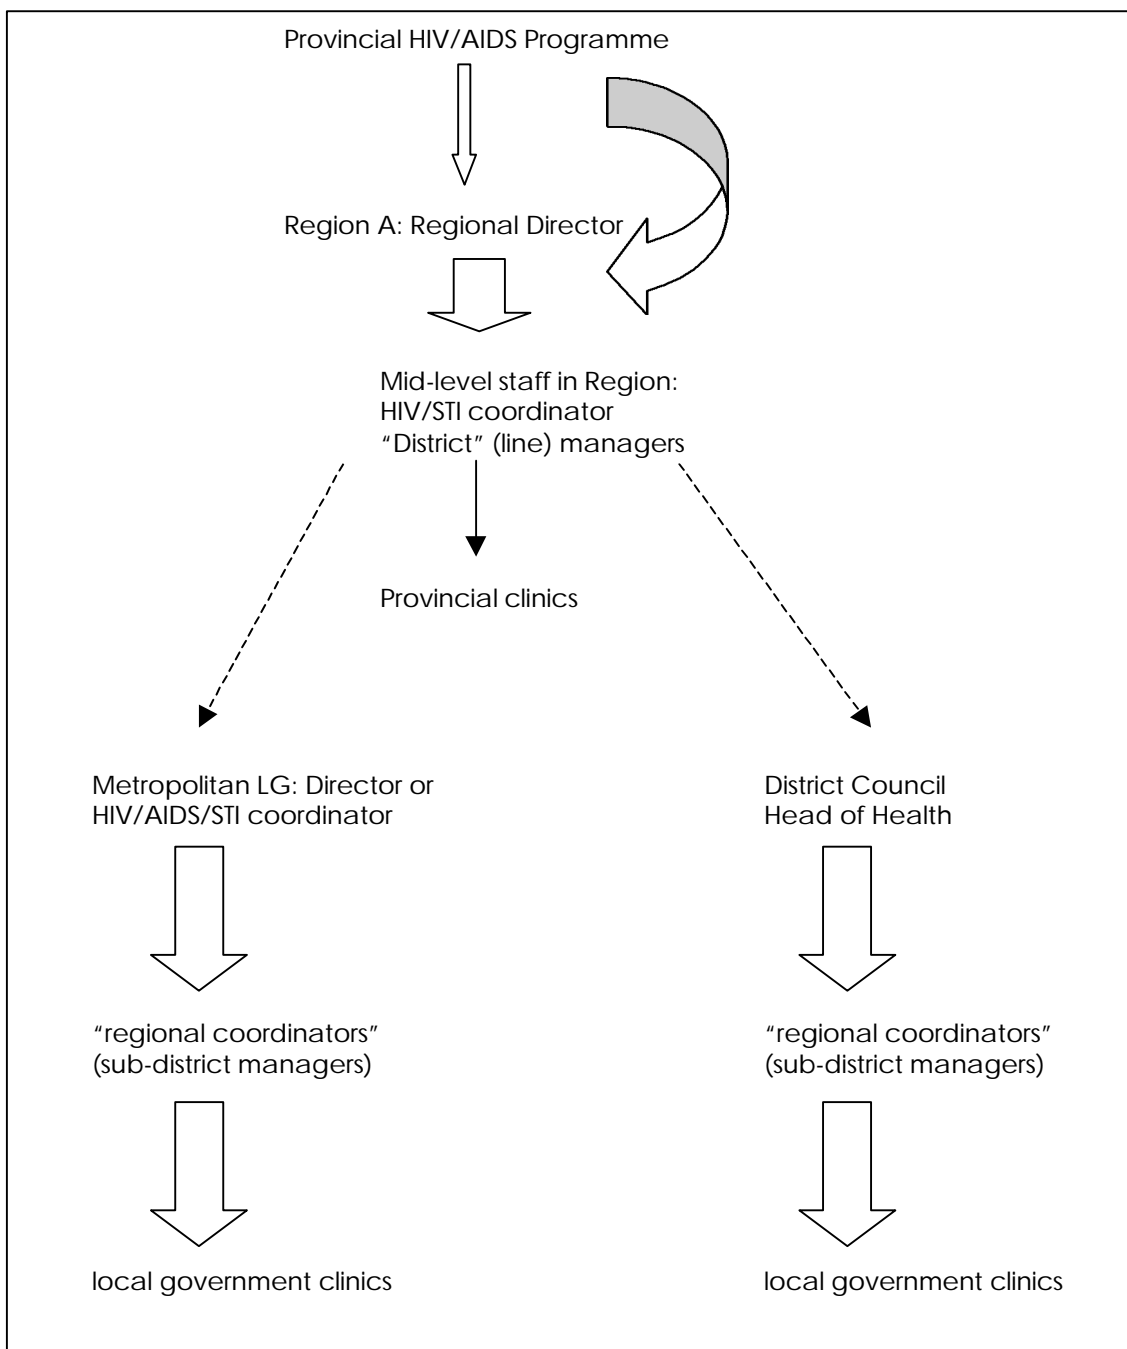 Provincial HIV/AIDS Programme
Region A: Regional Director
Mid-level staff in Region:
HIV/STI coordinator
“District” (line) managers
Provincial clinics
Metropolitan LG: Director or
HIV/AIDS/STI coordinator
District Council
Head of Health
“regional coordinators”
(sub-district managers)
“regional coordinators”
(sub-district managers)
local government clinics
local government clinics